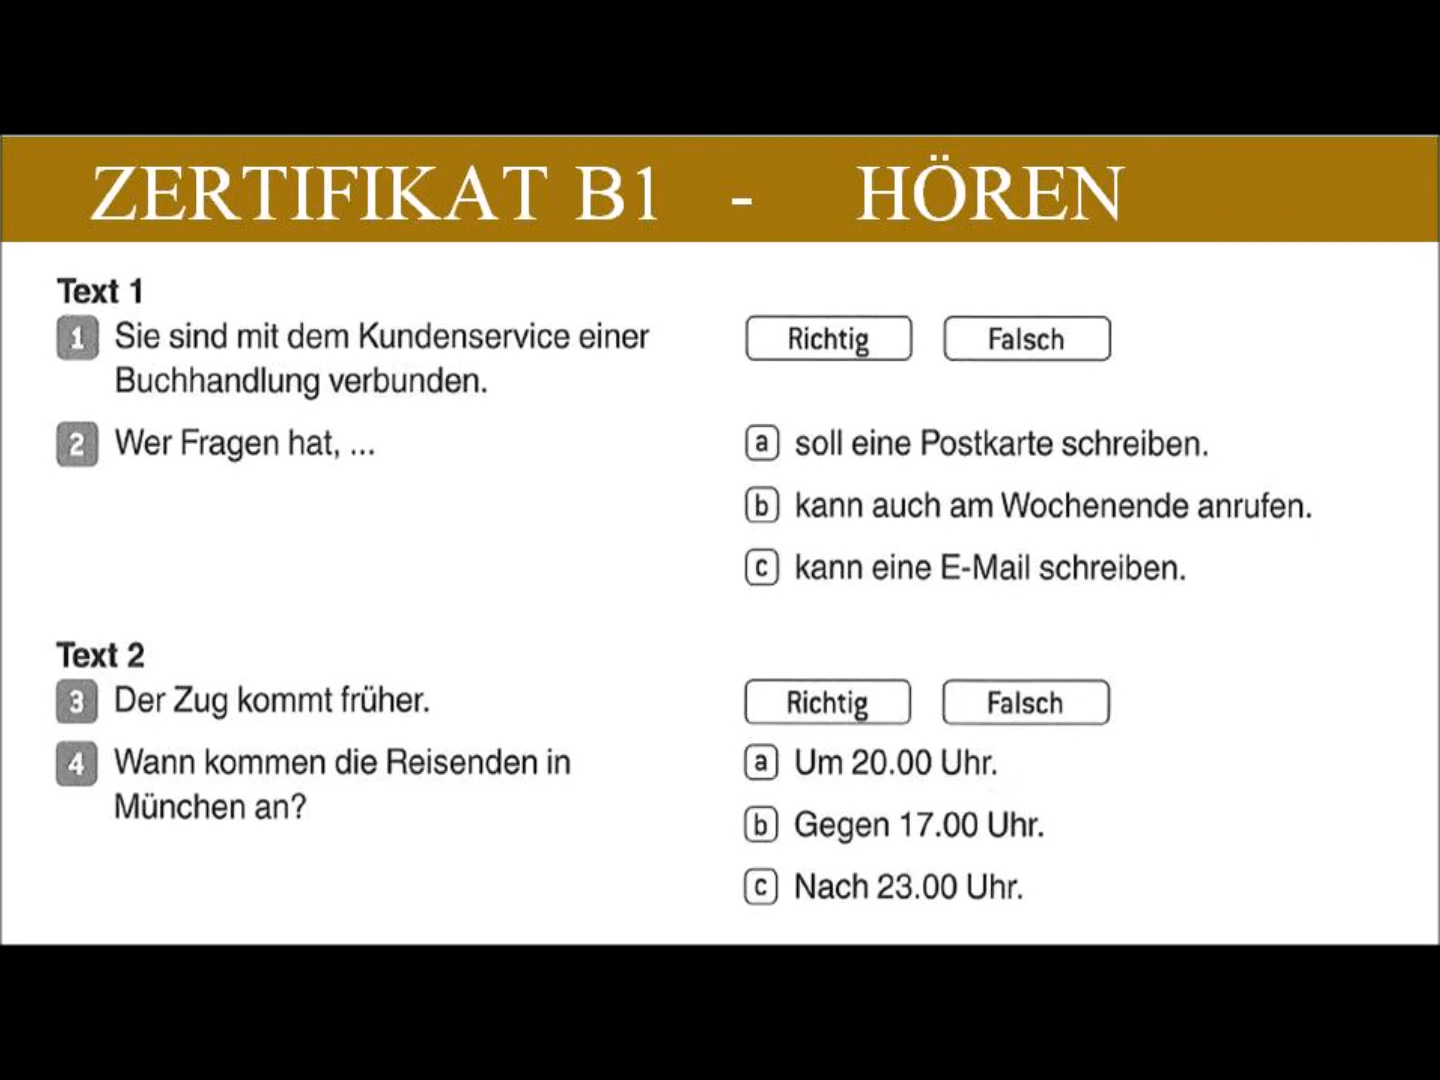 ZERTIFIKAT B1 - HÖREN
Text 1
1 Sie sind mit dem Kundenservice einer Richtig Falsch
Buchhandlung verbunden.
2 Wer Fragen hat, ... a soll eine Postkarte schreiben.
b kann auch am Wochenende anrufen.
c kann eine E-Mail schreiben.
Text 2
3 Der Zug kommt früher. Richtig Falsch
4 Wann kommen die Reisenden in a Um 20.00 Uhr.
München an?
b Gegen 17.00 Uhr.
c Nach 23.00 Uhr.